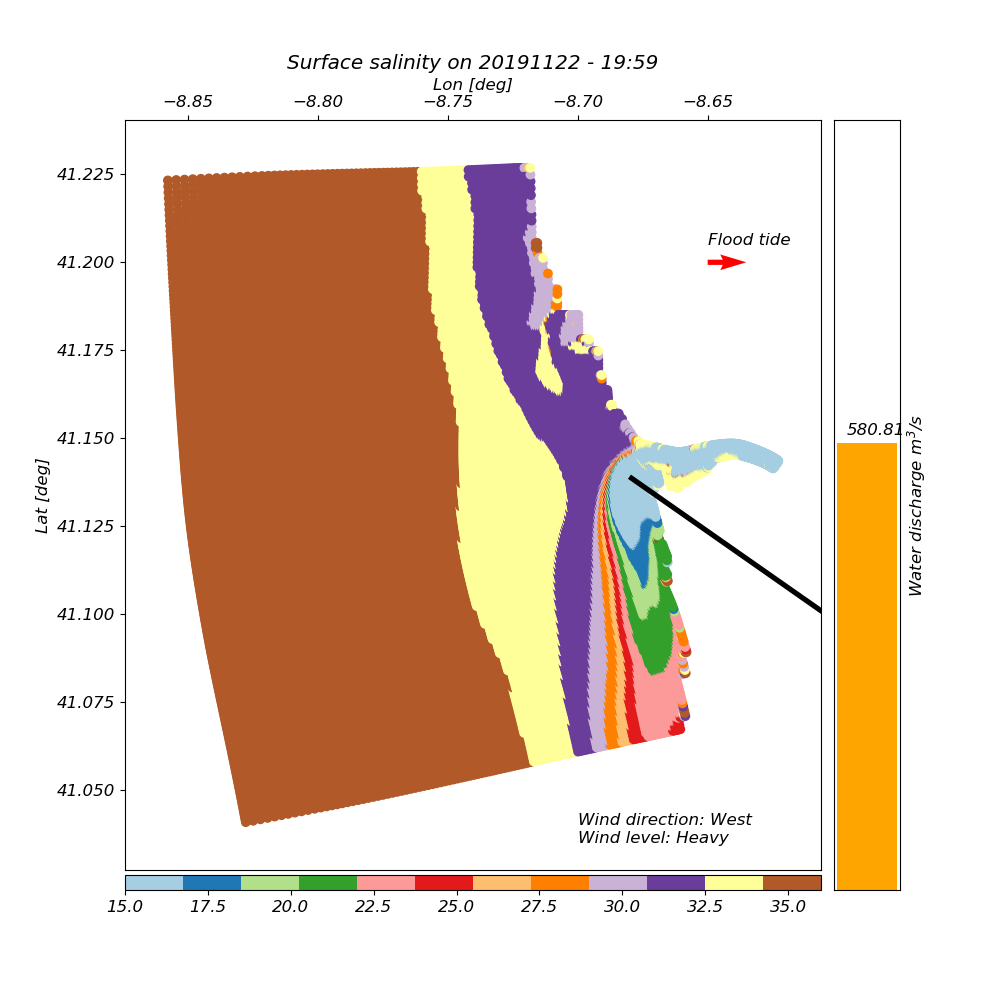 Surface salinity on 20191122 - 19:59
Lon [deg]
−8.85 −8.80 −8.75 −8.70 −8.65
41.225
41.200
41.175
41.150
41.125
41.100
41.075
41.050
Lat [deg]
Flood tide
Wind direction: West
Wind level: Heavy
15.0 17.5 20.0 22.5 25.0 27.5 30.0 32.5 35.0
580.81
Water discharge m³/s